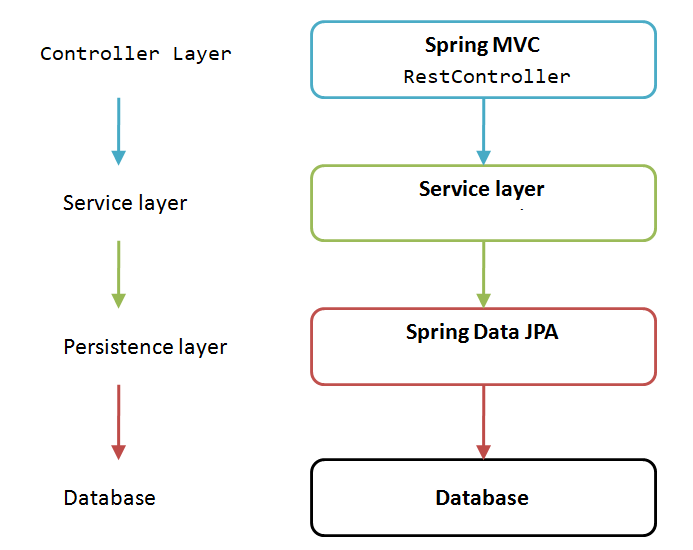 Controller Layer
Spring MVC
RestController
Service layer
Service layer
Persistence layer
Spring Data JPA
Database
Database